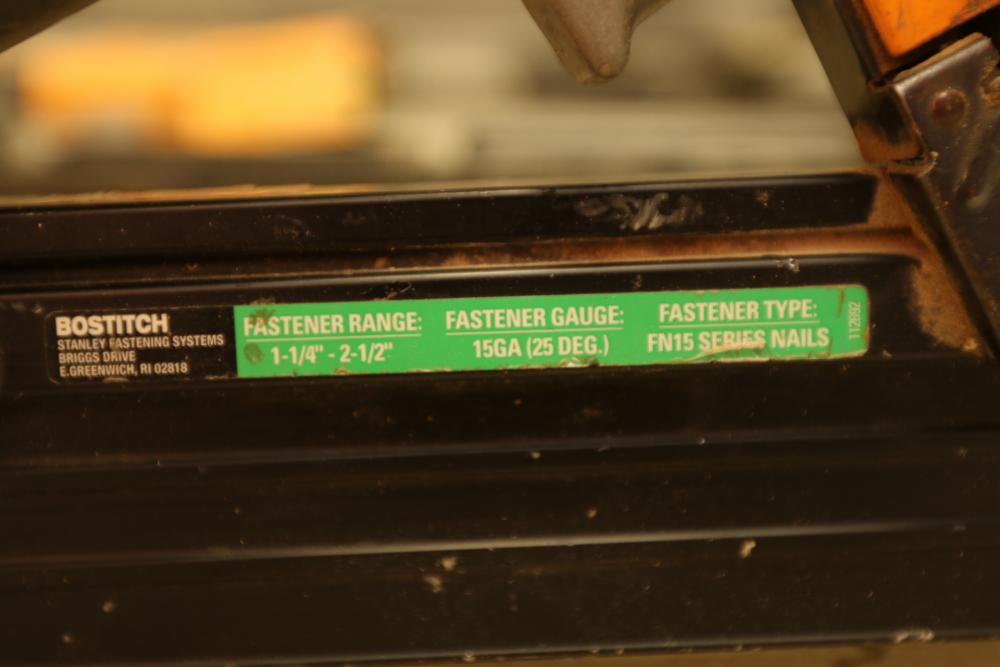 BOSTITCH
STANLEY FASTENING SYSTEMS
BRIGGS DRIVE
E.GREENWICH, RI 02818
FASTENER RANGE:
1-1/4" - 2-1/2"
FASTENER GAUGE:
15GA (25 DEG.)
FASTENER TYPE:
FN15 SERIES NAILS
112692